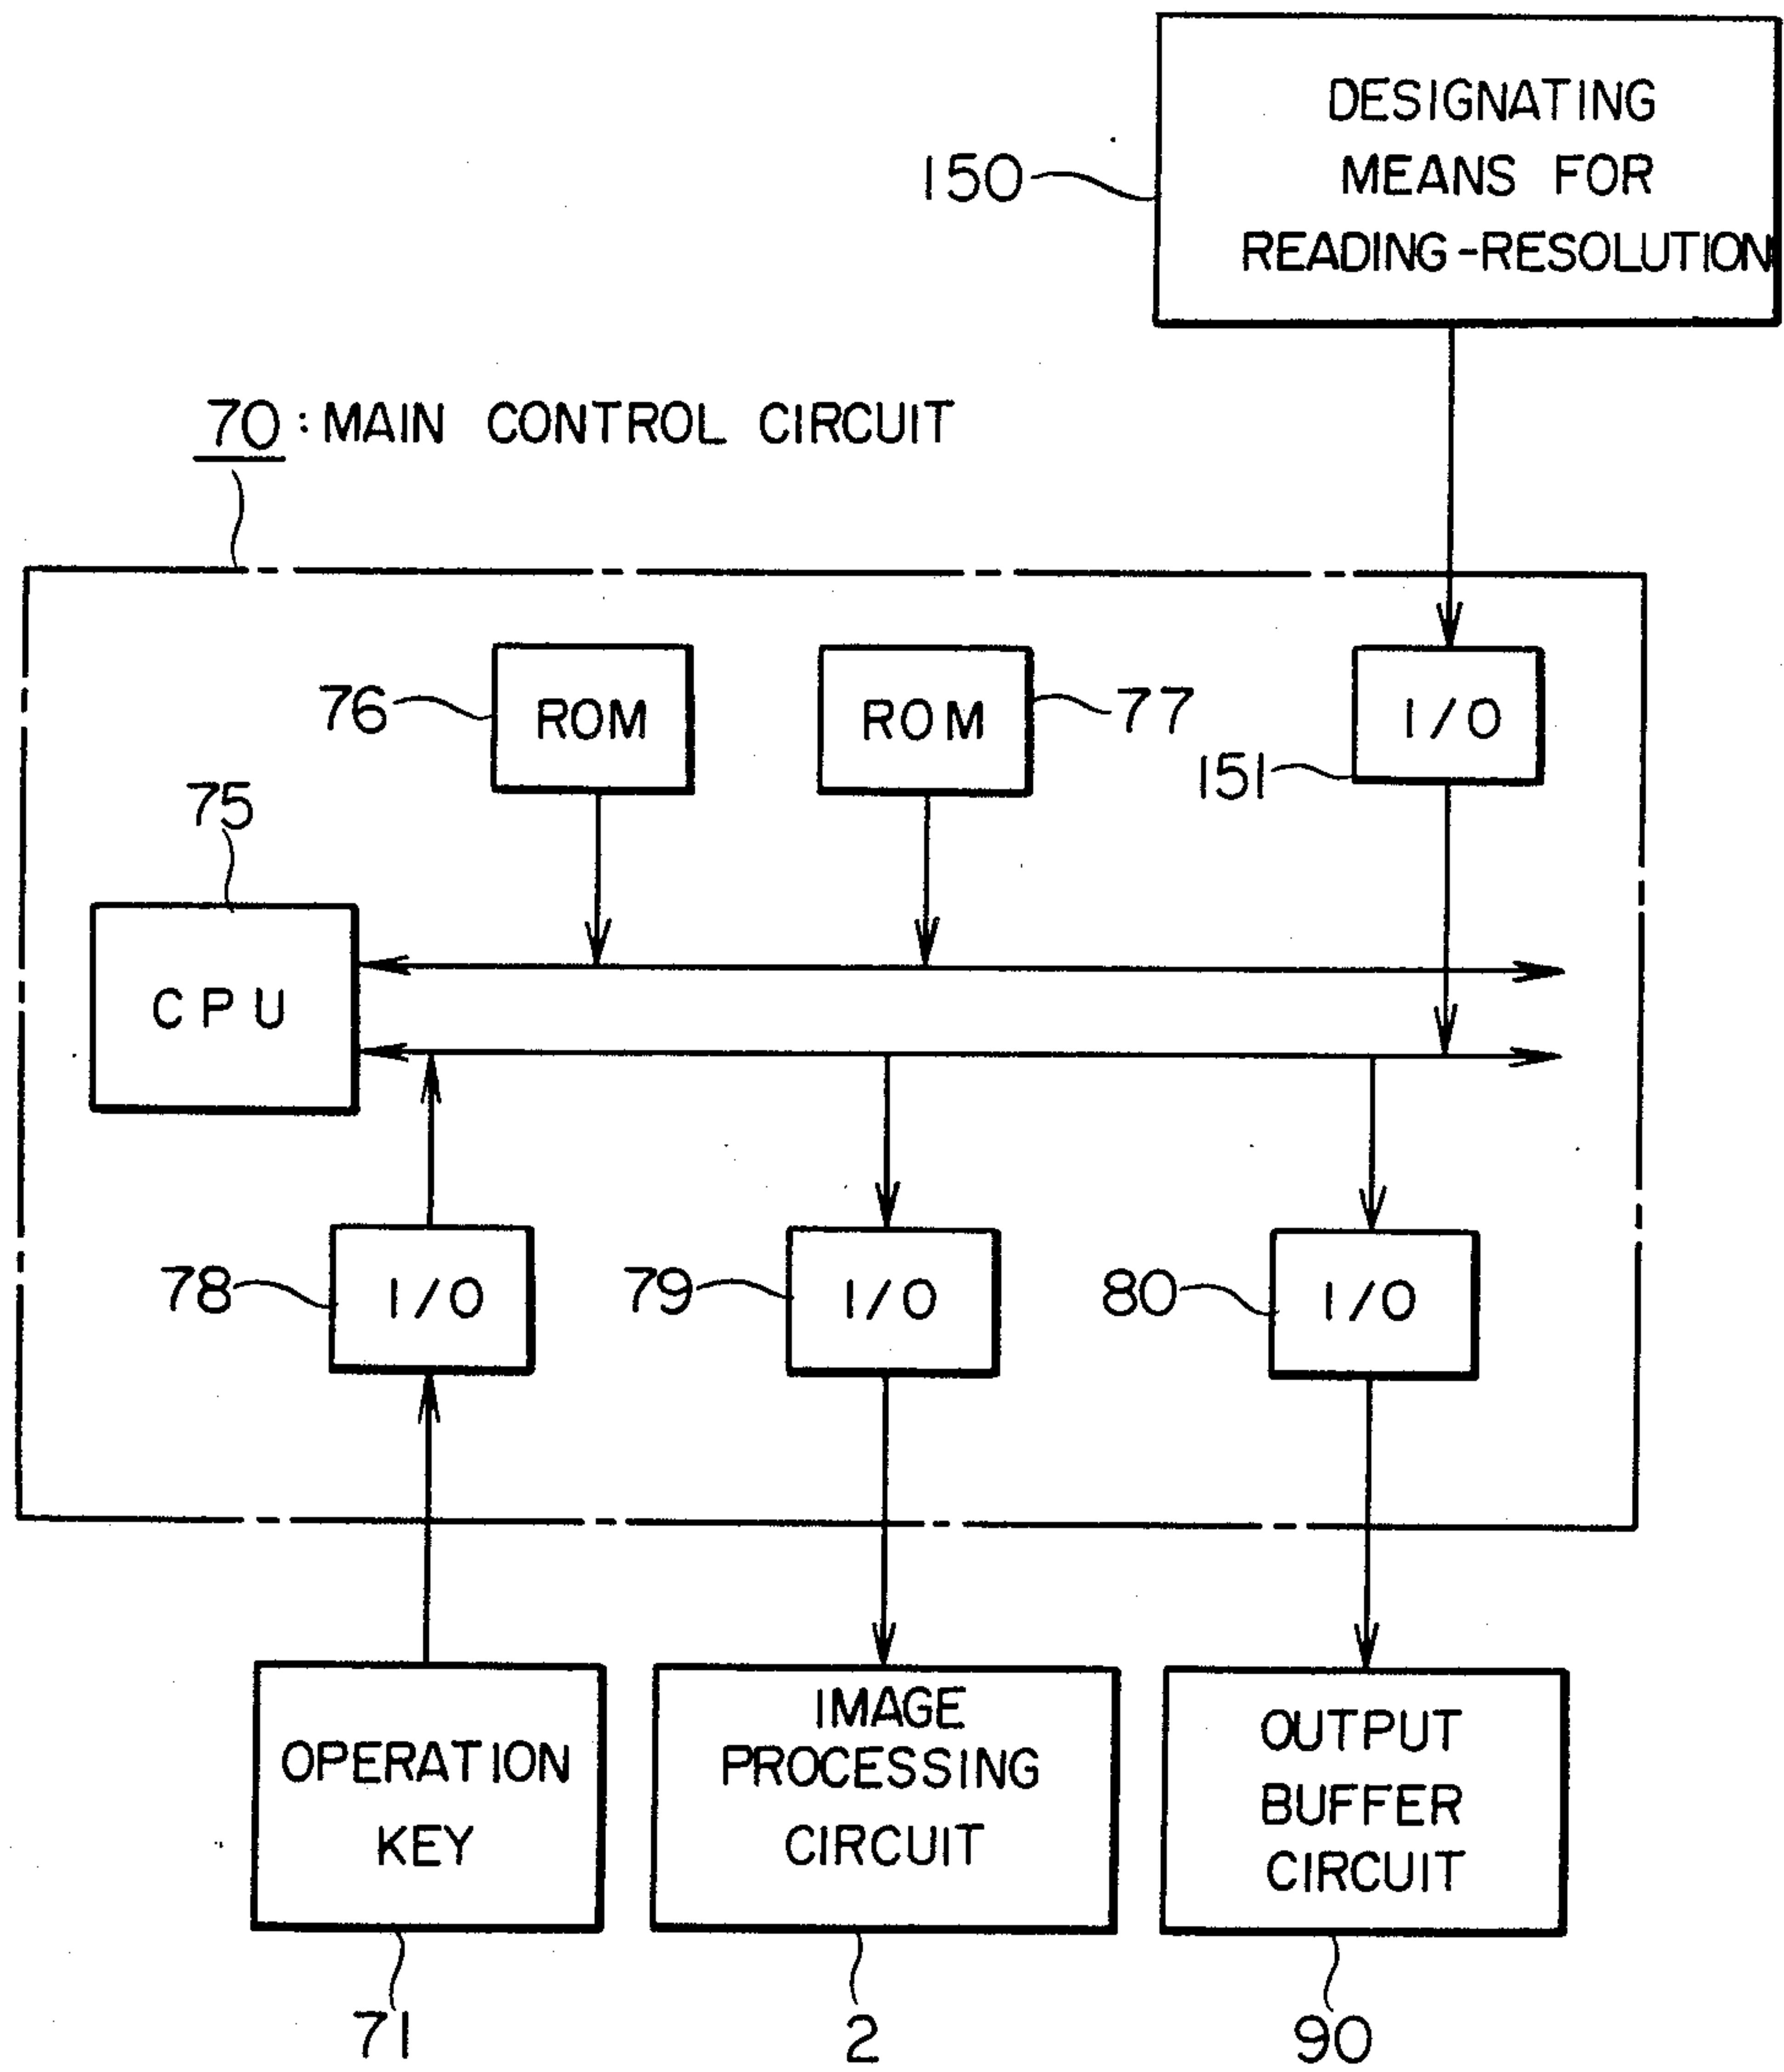 DESIGNATING
MEANS FOR
READING-RESOLUTION
150
70 : MAIN CONTROL CIRCUIT
76
ROM
ROM
77
I/O
151
75
CPU
78
I/O
79
I/O
80
I/O
OPERATION
KEY
IMAGE
PROCESSING
CIRCUIT
OUTPUT
BUFFER
CIRCUIT
71
2
90